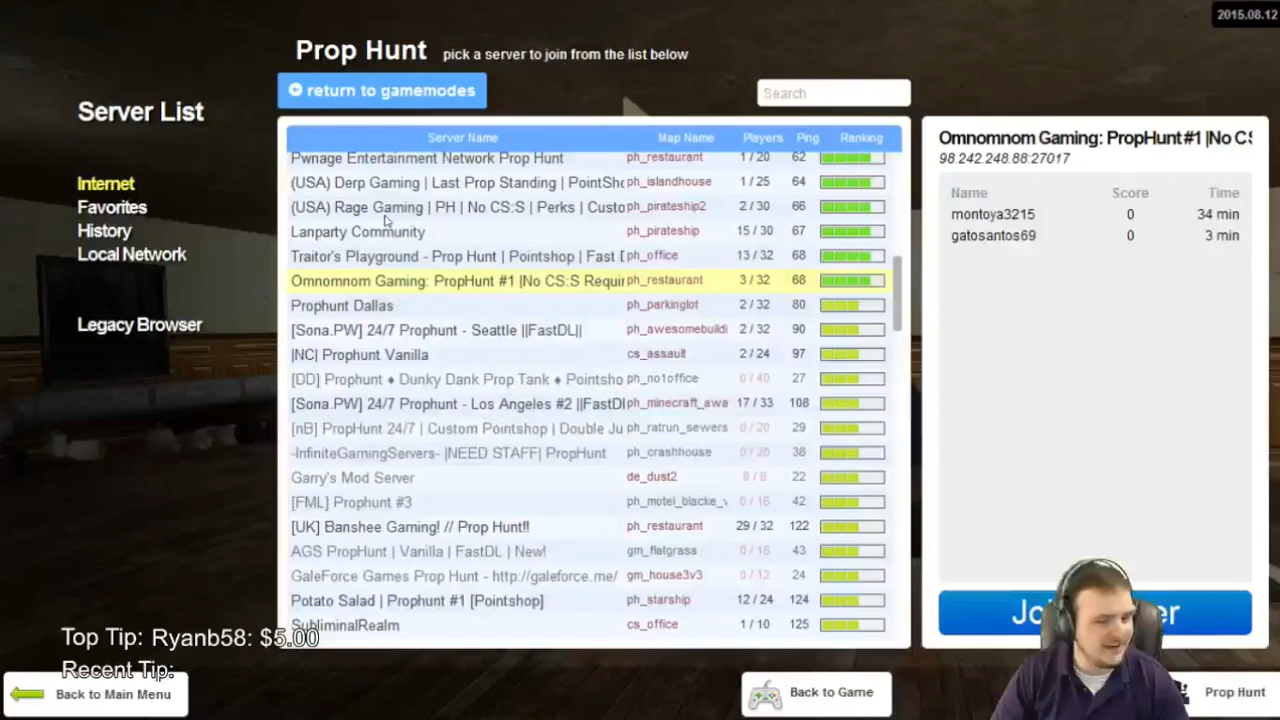 2015.08.12
Prop Hunt pick a server to join from the list below
return to gamemodes
Search
Server List
Internet
Favorites
History
Local Network
Legacy Browser
Server Name Map Name Players Ping Ranking
Pwnage Entertainment Network Prop Hunt ph_restaurant 1 / 20 62
(USA) Derp Gaming | Last Prop Standing | PointSho ph_islandhouse 1 / 25 64
(USA) Rage Gaming | PH | No CS:S | Perks | Custo ph_pirateship2 2 / 30 66
Lanparty Community ph_pirateship 15 / 30 67
Traitor's Playground - Prop Hunt | Pointshop | Fast [ ph_office 13 / 32 68
Omnomnom Gaming: PropHunt #1 |No CS:S Requir ph_restaurant 3 / 32 68
Prophunt Dallas ph_parkinglot 2 / 32 80
[Sona.PW] 24/7 Prophunt - Seattle ||FastDL|| ph_awesomebuildi 2 / 32 90
|NC| Prophunt Vanilla cs_assault 2 / 24 97
[DD] Prophunt ♦ Dunky Dank Prop Tank ♦ Pointsho ph_no1office 0 / 40 27
[Sona.PW] 24/7 Prophunt - Los Angeles #2 ||FastDl ph_minecraft_awa 17 / 33 108
[nB] PropHunt 24/7 | Custom Pointshop | Double Ju ph_ratrun_sewers 0 / 20 29
-InfiniteGamingServers- |NEED STAFF| PropHunt ph_crashhouse 0 / 20 38
Garry's Mod Server de_dust2 0 / 8 22
[FML] Prophunt #3 ph_motel_blacke_v 0 / 16 42
[UK] Banshee Gaming! // Prop Hunt!! ph_restaurant 29 / 32 122
AGS PropHunt | Vanilla | FastDL | New! gm_flatgrass 0 / 16 43
GaleForce Games Prop Hunt - http://galeforce.me/ gm_house3v3 0 / 12 24
Potato Salad | Prophunt #1 [Pointshop] ph_starship 12 / 24 124
SubliminalRealm cs_office 1 / 10 125
Omnomnom Gaming: PropHunt #1 |No CS
98.242.248.88:27017
Name Score Time
montoya3215 0 34 min
gatosantos69 0 3 min
Top Tip: Ryanb58: $5.00
Recent Tip:
Back to Main Menu
Back to Game
Prop Hunt